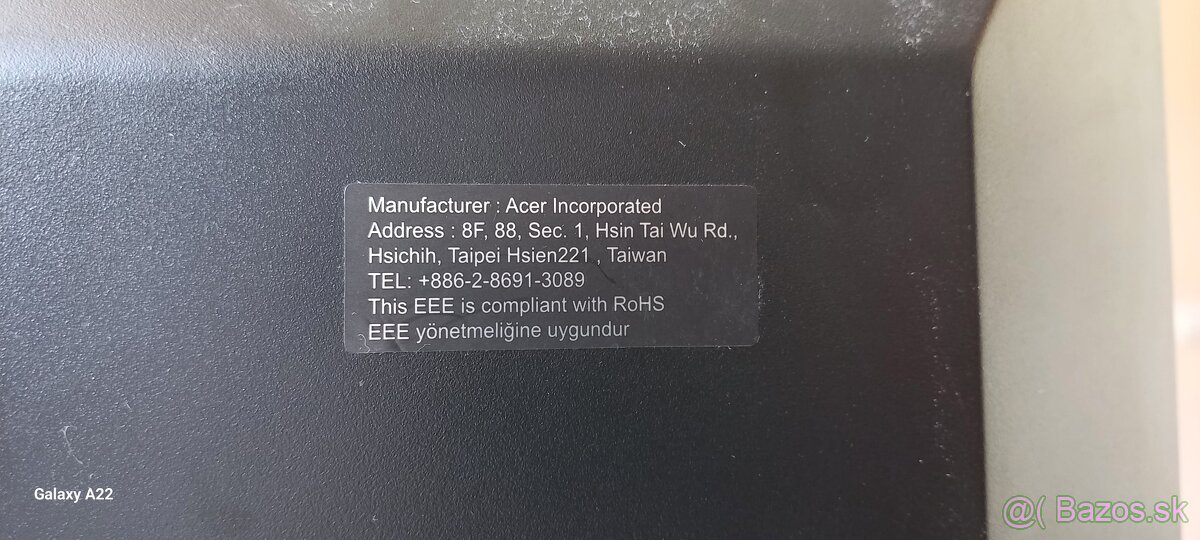 Manufacturer : Acer Incorporated
Address : 8F, 88, Sec. 1, Hsin Tai Wu Rd.,
Hsichih, Taipei Hsien221 , Taiwan
TEL: +886-2-8691-3089
This EEE is compliant with RoHS
EEE yönetmeliğine uygundur
Galaxy A22
@( Bazos.sk